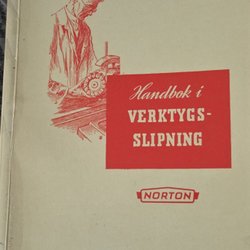 Handbok i
VERKTYGS-
SLIPNING
NORTON